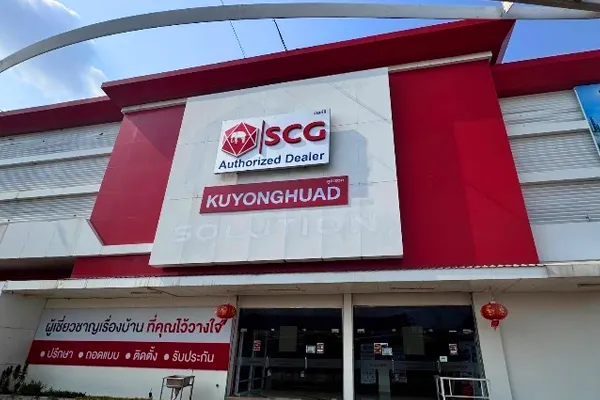 SCG
Authorized Dealer
KUYONGHUAD
SOLUTION
ผู้เชี่ยวชาญเรื่องบ้าน ที่คุณไว้วางใจ
• ปรึกษา • ถอดแบบ • ติดตั้ง • รับประกัน